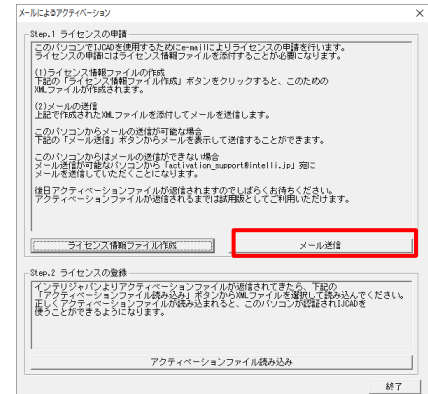 メールによるアクティベーション
Step.1 ライセンスの申請
このパソコンでIJCADを使用するためにe-mailによりライセンスの申請を行います。
ライセンスの申請にはライセンス情報ファイルをすることが必要になります。
(1)ライセンス情報ファイルの作成
下記の「ライセンス情報ファイル作成」ボタンをクリックすると、このための
XMLファイルが作成されます。
(2)メールの送信
上記で作成されたXMLファイルを添付してメールを送信します。
このパソコンからメールの送信が可能な場合
下記の「メール送信」ボタンからメールを表示して送信することができます。
このパソコンからはメールの送信ができない場合
メール送信が可能なパソコンから「activation_support@intelli.jp」宛に
メールを送信していただくことになります。
後日アクティベーションファイルが返信されますのでしばらくお待ちください。
アクティベーションファイルが返信されるまでは試用版としてご利用いただけます。
ライセンス情報ファイル作成
メール送信
Step.2 ライセンスの登録
インテリジャパンよりアクティベーションファイルが返信されてきたら、下記の
「アクティベーションファイル読み込み」ボタンからXMLファイルを選択して読み込んでください。
正しくアクティベーションファイルが読み込まれると、このパソコンが認証されIJCADを
使うことができるようになります。
アクティベーションファイル読み込み
終了